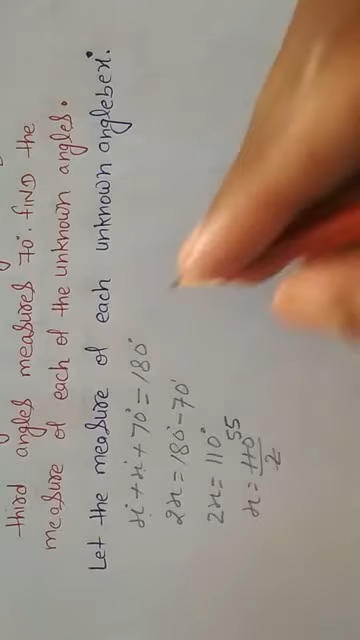 third angles measures 70°. FIND the
measure of each of the unknown angles.
Let the measure of each unknown angle be x°.
x° + x° + 70° = 180°
2x = 180° - 70°
2x = 110°
x = 110 55
2